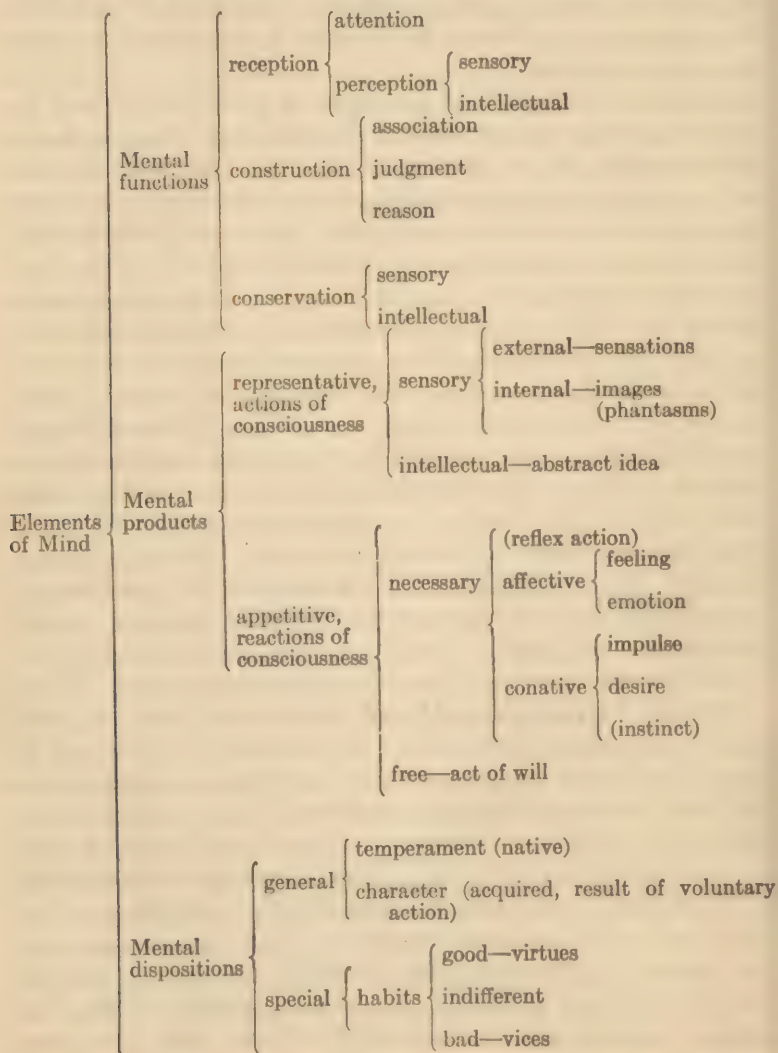 attention
reception
perception
sensory
intellectual
association
Mental
functions
construction
judgment
reason
conservation
sensory
intellectual
representative,
actions of
consciousness
sensory
external—sensations
internal—images
(phantasms)
intellectual—abstract idea
Elements
of Mind
Mental
products
appetitive,
reactions of
consciousness
necessary
(reflex action)
affective
feeling
emotion
conative
impulse
desire
(instinct)
free—act of will
Mental
dispositions
general
temperament (native)
character (acquired, result of voluntary
action)
special
habits
good—virtues
indifferent
bad—vices